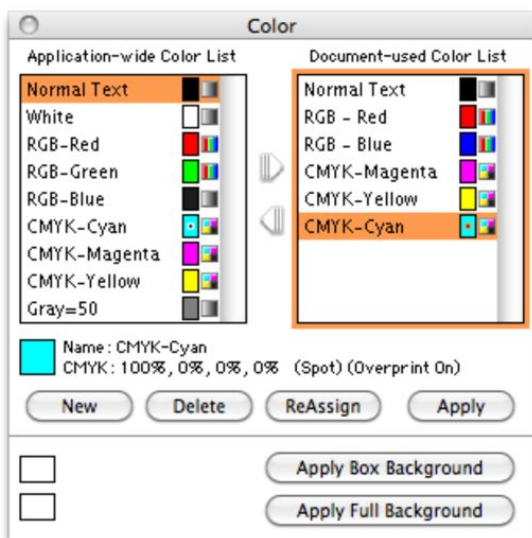 Color
Application-wide Color List
Normal Text
White
RGB-Red
RGB-Green
RGB-Blue
CMYK-Cyan
CMYK-Magenta
CMYK-Yellow
Gray=50
Document-used Color List
Normal Text
RGB - Red
RGB - Blue
CMYK-Magenta
CMYK-Yellow
CMYK-Cyan
Name : CMYK-Cyan
CMYK : 100%, 0%, 0%, 0% (Spot) (Overprint On)
New Delete ReAssign Apply
Apply Box Background
Apply Full Background